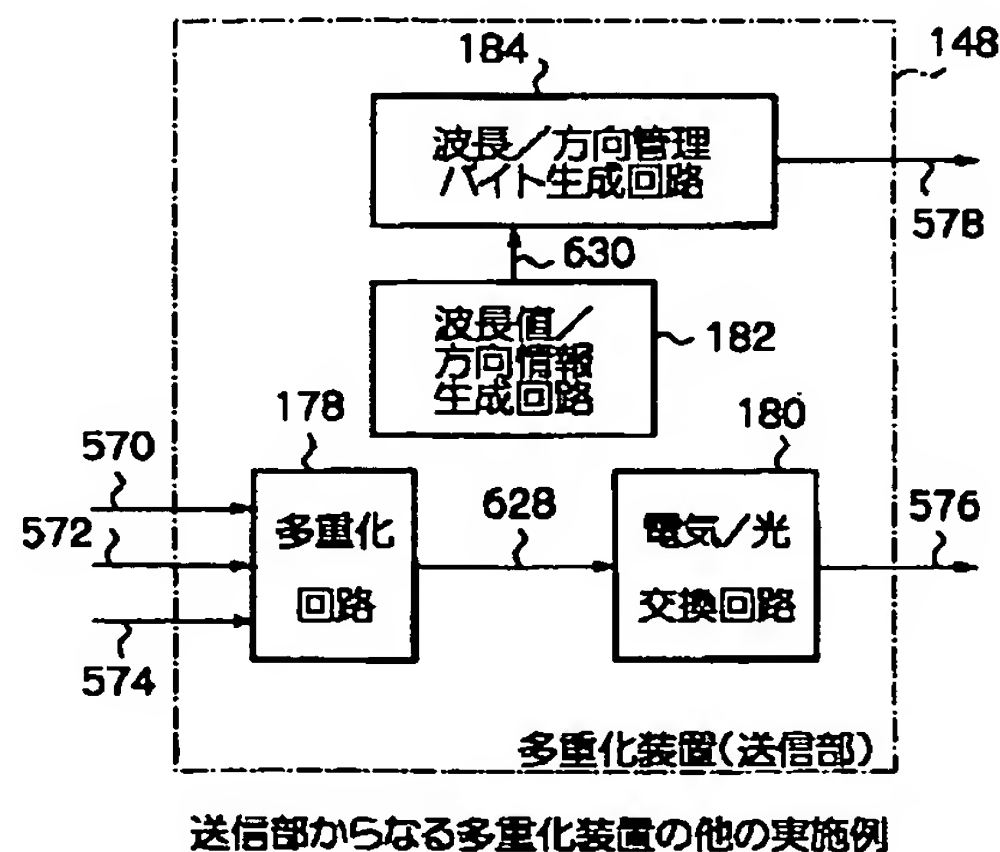 184
148
波長／方向管理
バイト生成回路
578
630
波長値／
方向情報
生成回路
182
178
180
570
572
574
多重化
回路
628
電気／光
交換回路
576
多重化装置(送信部)
送信部からなる多重化装置の他の実施例